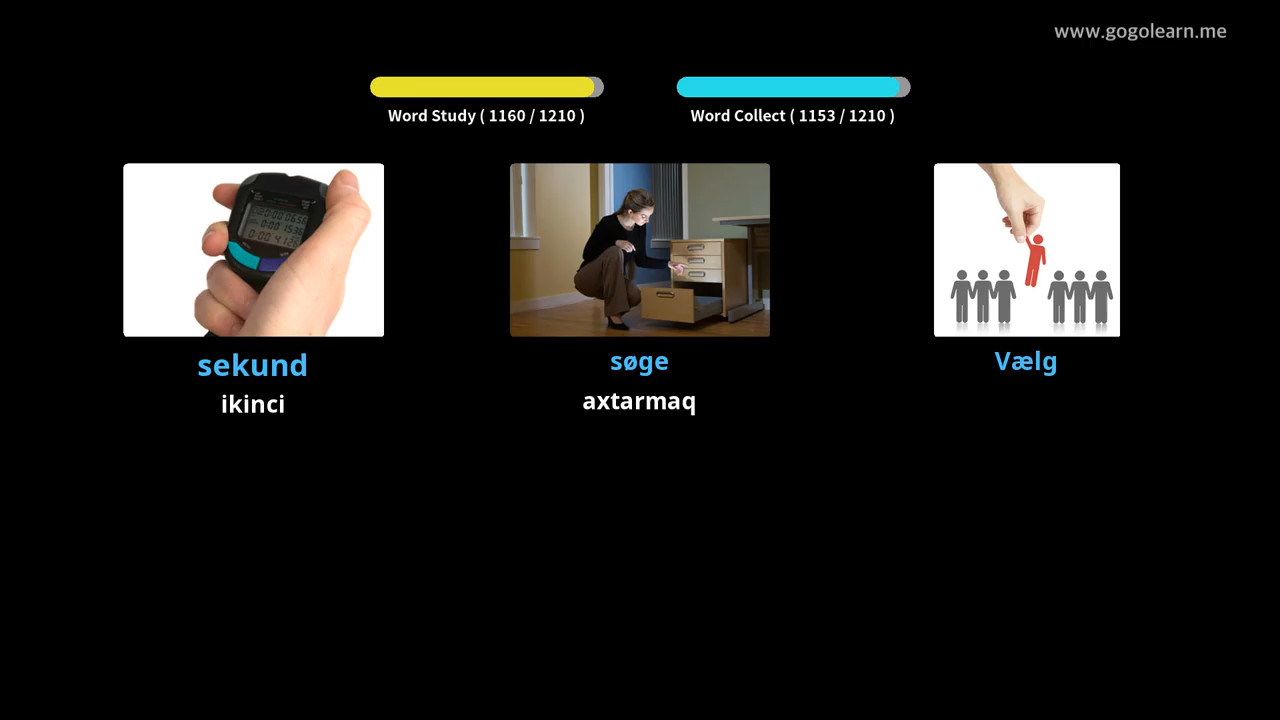 www.gogolearn.me
Word Study ( 1160 / 1210 )
Word Collect ( 1153 / 1210 )
sekund
ikinci
søge
axtarmaq
Vælg